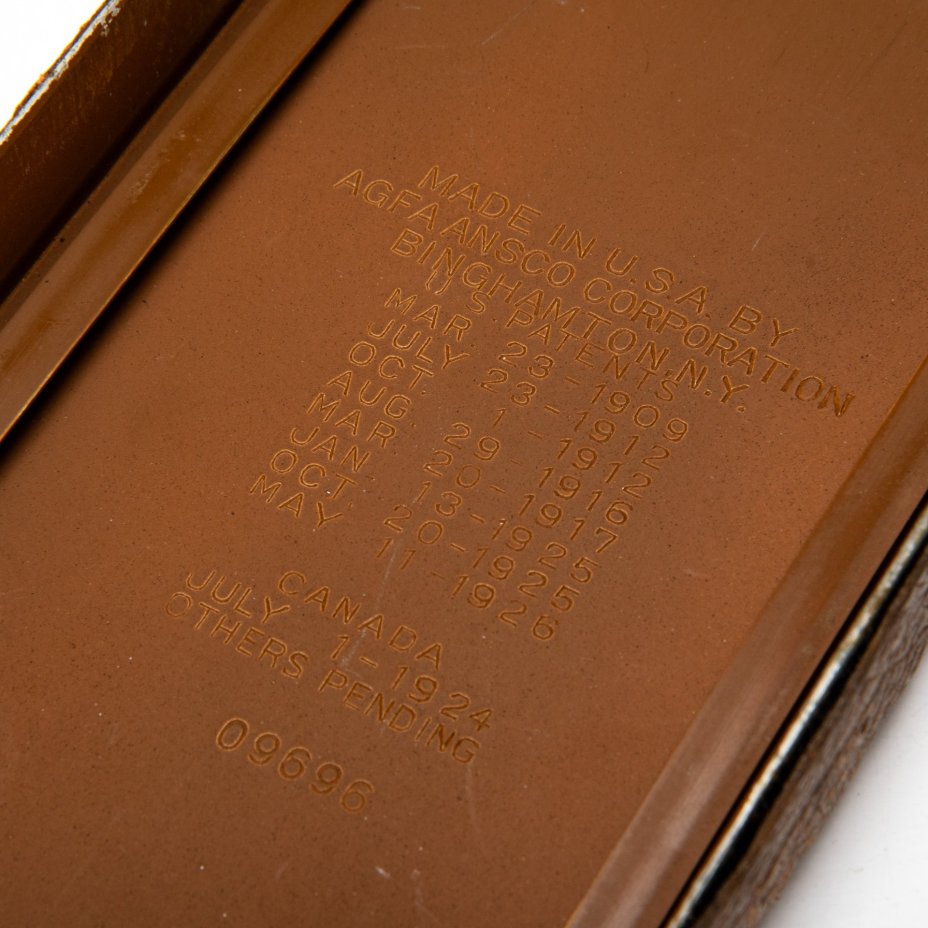 MADE IN U.S.A. BY
AGFA ANSCO CORPORATION
BINGHAMTON, N.Y.
U S PATENTS
MAR. 23-1909
JULY 23-1912
OCT. 1-1912
AUG. 29-1916
MAR. 20-1917
JAN. 13-1925
OCT. 20-1925
MAY 11-1926
CANADA
JULY 1-1924
OTHERS PENDING
09696